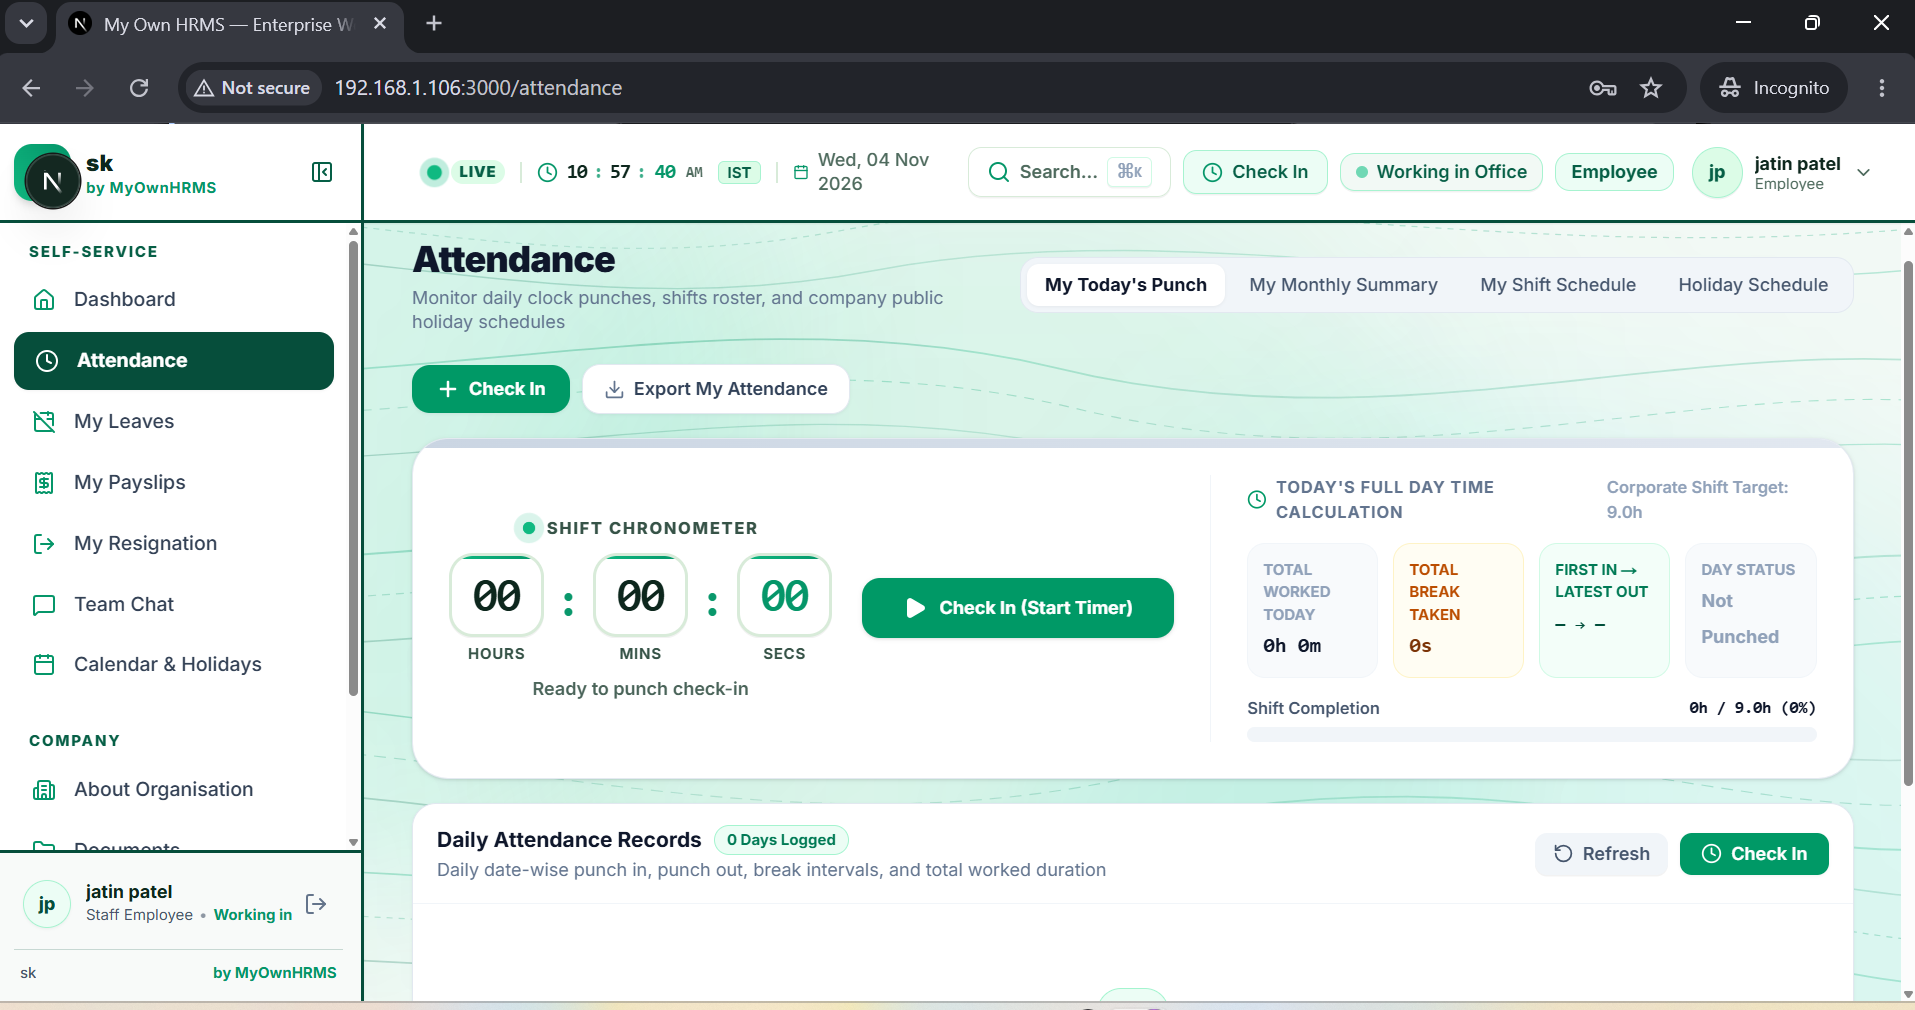 My Own HRMS — Enterprise W
Not secure
192.168.1.106:3000/attendance
Incognito
N
sk
by MyOwnHRMS
LIVE
10 : 57 : 40 AM IST
Wed, 04 Nov
2026
Search... ⌘K
Check In
Working in Office
Employee
jp
jatin patel
Employee
SELF-SERVICE
Dashboard
Attendance
My Leaves
My Payslips
My Resignation
Team Chat
Calendar & Holidays
COMPANY
About Organisation
Documents
jp
jatin patel
Staff Employee • Working in
sk
by MyOwnHRMS
Attendance
Monitor daily clock punches, shifts roster, and company public
holiday schedules
My Today's Punch
My Monthly Summary
My Shift Schedule
Holiday Schedule
+ Check In
Export My Attendance
SHIFT CHRONOMETER
00 : 00 : 00
HOURS MINS SECS
Ready to punch check-in
Check In (Start Timer)
TODAY'S FULL DAY TIME
CALCULATION
Corporate Shift Target:
9.0h
TOTAL
WORKED
TODAY
0h 0m
TOTAL
BREAK
TAKEN
0s
FIRST IN →
LATEST OUT
— → —
DAY STATUS
Not
Punched
Shift Completion
0h / 9.0h (0%)
Daily Attendance Records
0 Days Logged
Daily date-wise punch in, punch out, break intervals, and total worked duration
Refresh
Check In